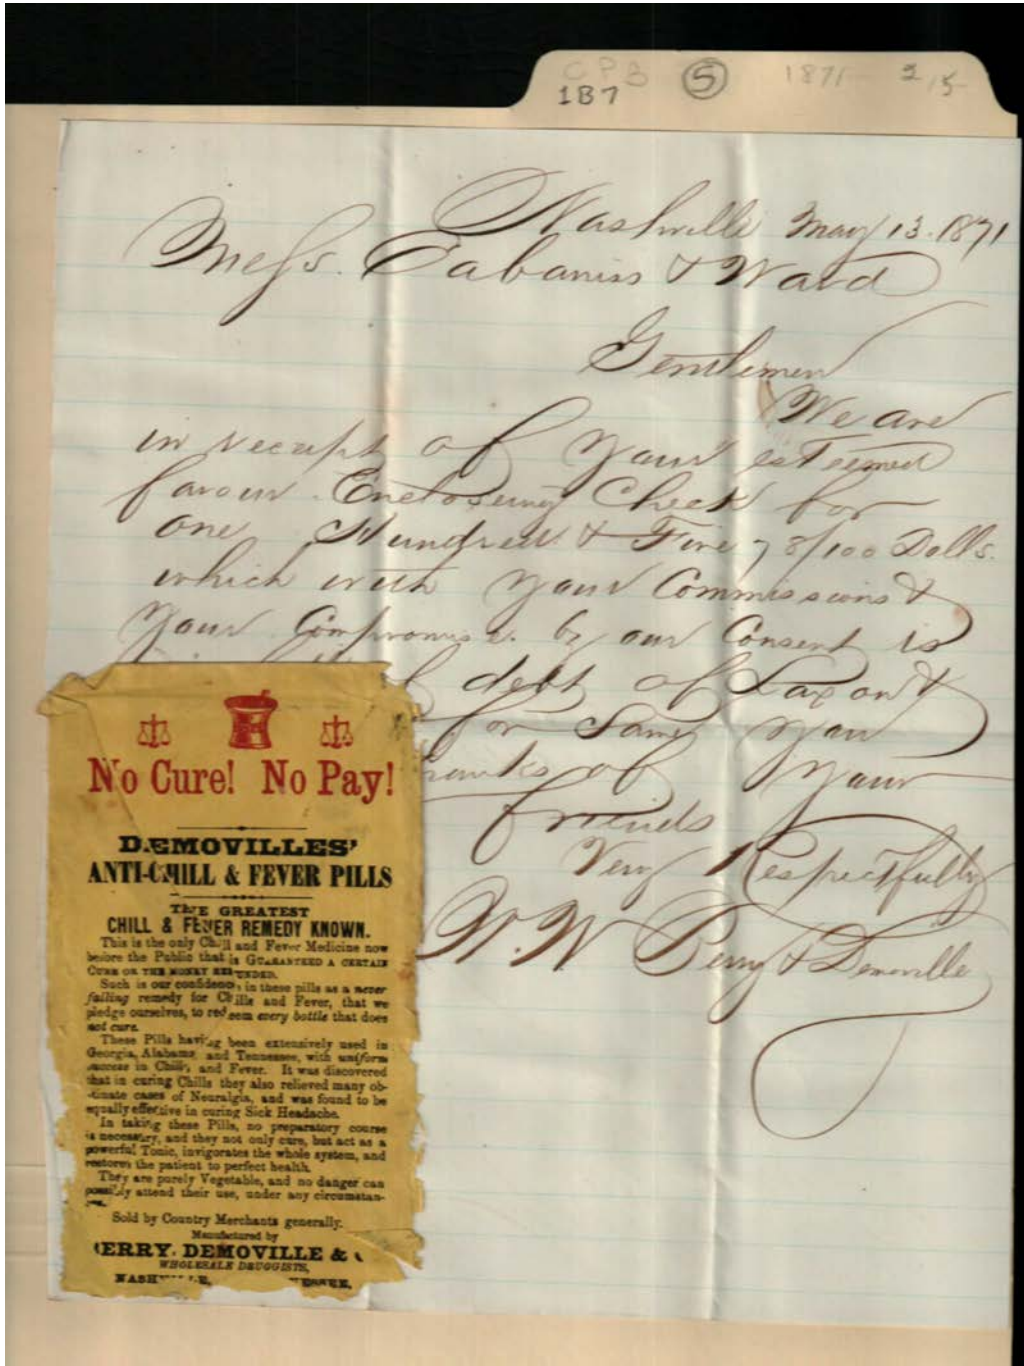 CPB
1B7
(5)
1871
2, 5
Nashville May 13. 1871
Mess. Cabaniss & Ward
Gentlemen
We are
in receipt of your esteemed
favour Enclosing Check for
one Hundred & Five 78/100 Dolls.
which with your Commissions &
your Compromise by our Consent is
debt of Saxon &
for Same you
thanks of your
friends
Very Respectfully
W. W Berry & Demoville
No Cure! No Pay!
DEMOVILLES'
ANTI-CHILL & FEVER PILLS
THE GREATEST
CHILL & FEVER REMEDY KNOWN.
This is the only Chill and Fever Medicine now
before the Public that is GUARANTEED A CERTAIN
CURE OR THE MONEY REFUNDED.
Such is our confidence in these pills as a never
failing remedy for Chills and Fever, that we
pledge ourselves, to redeem every bottle that does
not cure.
These Pills having been extensively used in
Georgia, Alabama and Tennessee, with uniform
success in Chills and Fever. It was discovered
that in curing Chills they also relieved many ob-
stinate cases of Neuralgia, and was found to be
equally effective in curing Sick Headache.
In taking these Pills, no preparatory course
is necessary, and they not only cure, but act as a
powerful Tonic, invigorates the whole system, and
restores the patient to perfect health.
They are purely Vegetable, and no danger can
possibly attend their use, under any circumstan-
Sold by Country Merchants generally.
Manufactured by
BERRY, DEMOVILLE &
WHOLESALE DRUGGISTS,
NASHVILLE, TENNESSEE.